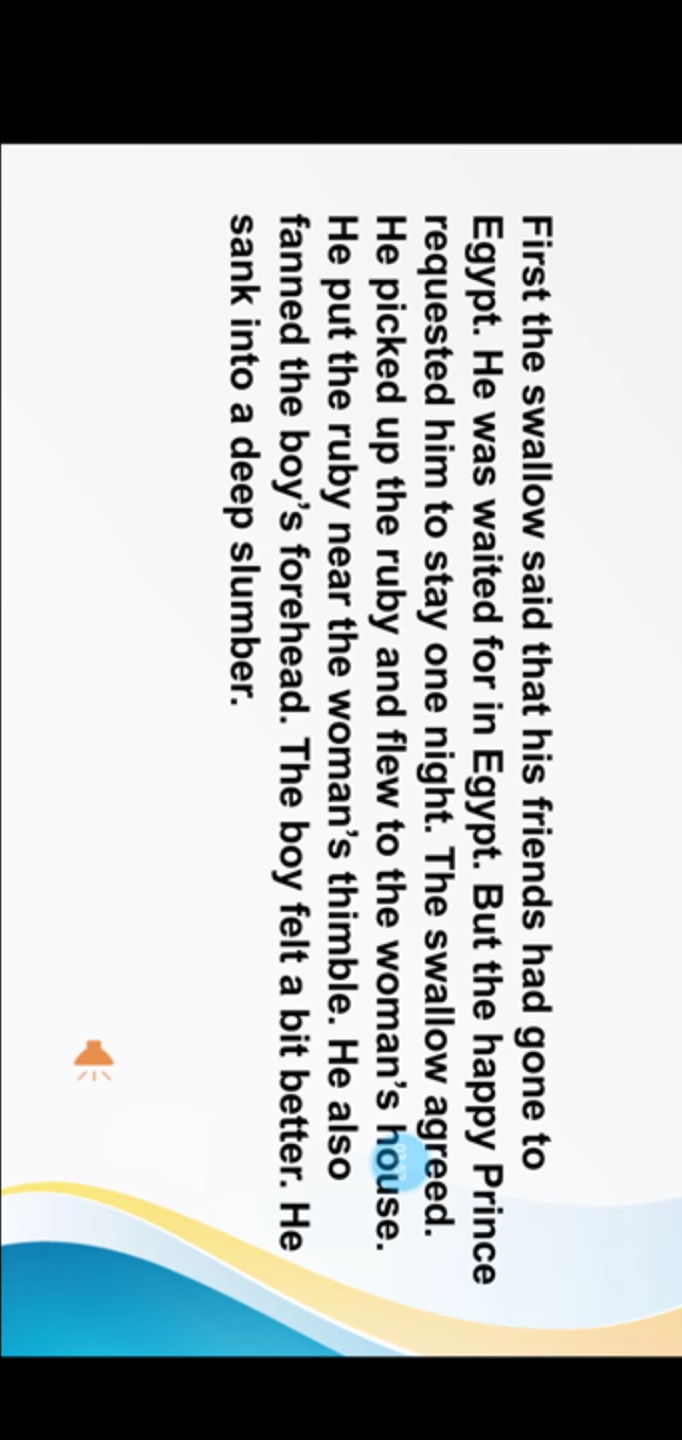 First the swallow said that his friends had gone to
Egypt. He was waited for in Egypt. But the happy Prince
requested him to stay one night. The swallow agreed.
He picked up the ruby and flew to the woman’s house.
He put the ruby near the woman’s thimble. He also
fanned the boy’s forehead. The boy felt a bit better. He
sank into a deep slumber.